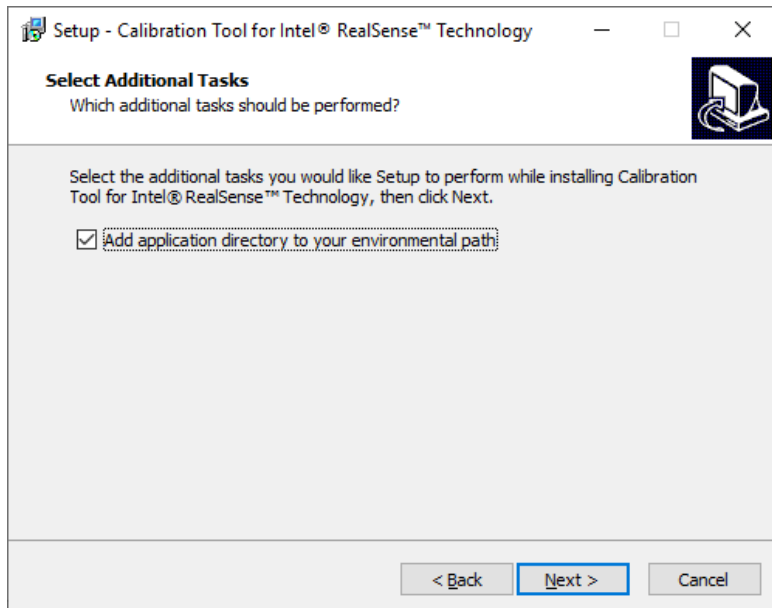 Setup - Calibration Tool for Intel® RealSense™ Technology
Select Additional Tasks
Which additional tasks should be performed?
Select the additional tasks you would like Setup to perform while installing Calibration
Tool for Intel® RealSense™ Technology, then click Next.
Add application directory to your environmental path
< Back
Next >
Cancel